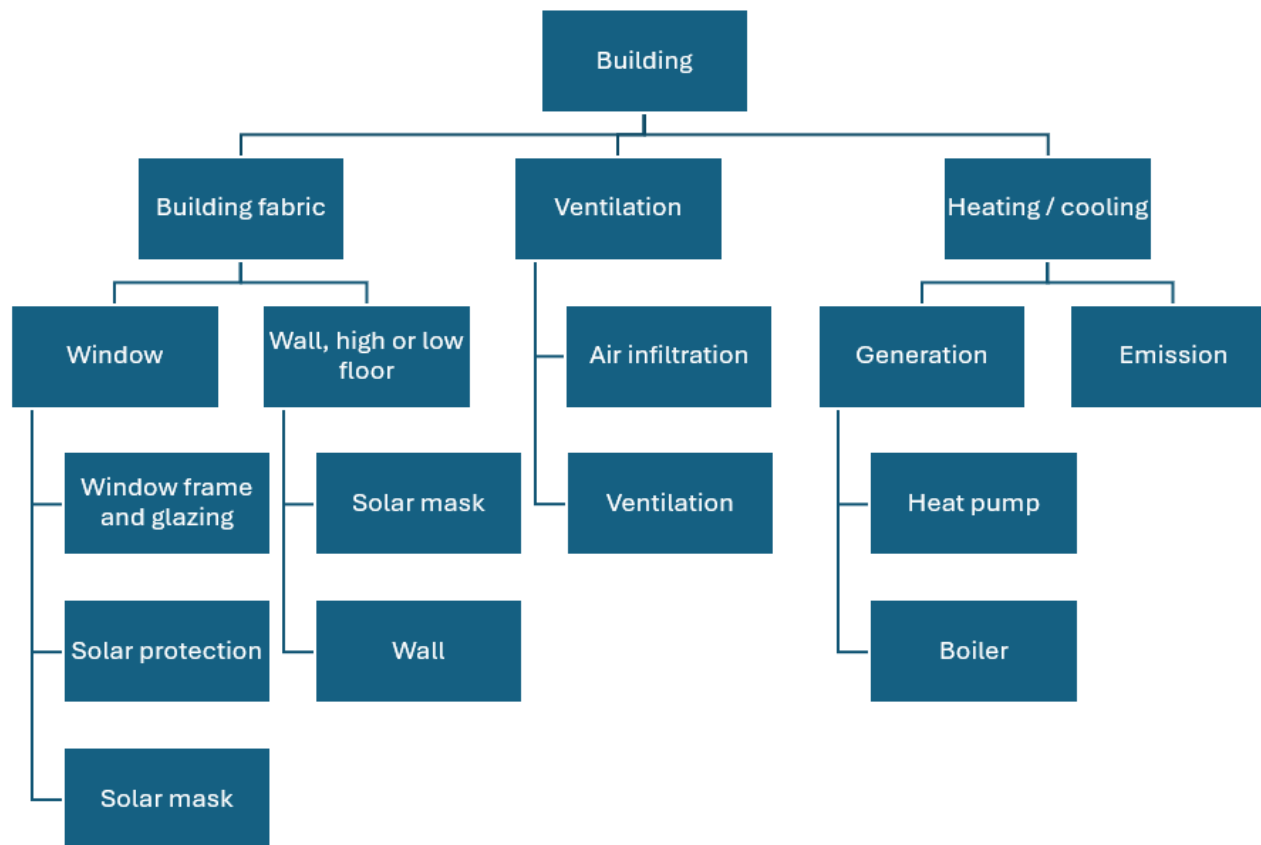 Building
Building fabric
Ventilation
Heating / cooling
Window
Wall, high or low
floor
Air infiltration
Generation
Emission
Window frame
and glazing
Solar mask
Ventilation
Heat pump
Solar protection
Wall
Boiler
Solar mask